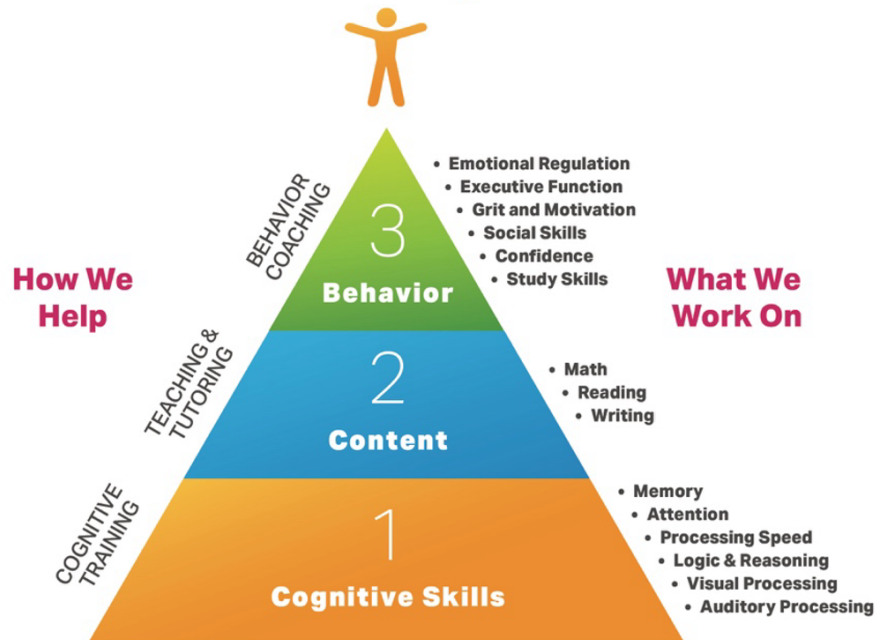 How We
Help
BEHAVIOR
COACHING
TEACHING &
TUTORING
COGNITIVE
TRAINING
3
Behavior
2
Content
1
Cognitive Skills
What We
Work On
• Emotional Regulation
• Executive Function
• Grit and Motivation
• Social Skills
• Confidence
• Study Skills
• Math
• Reading
• Writing
• Memory
• Attention
• Processing Speed
• Logic & Reasoning
• Visual Processing
• Auditory Processing